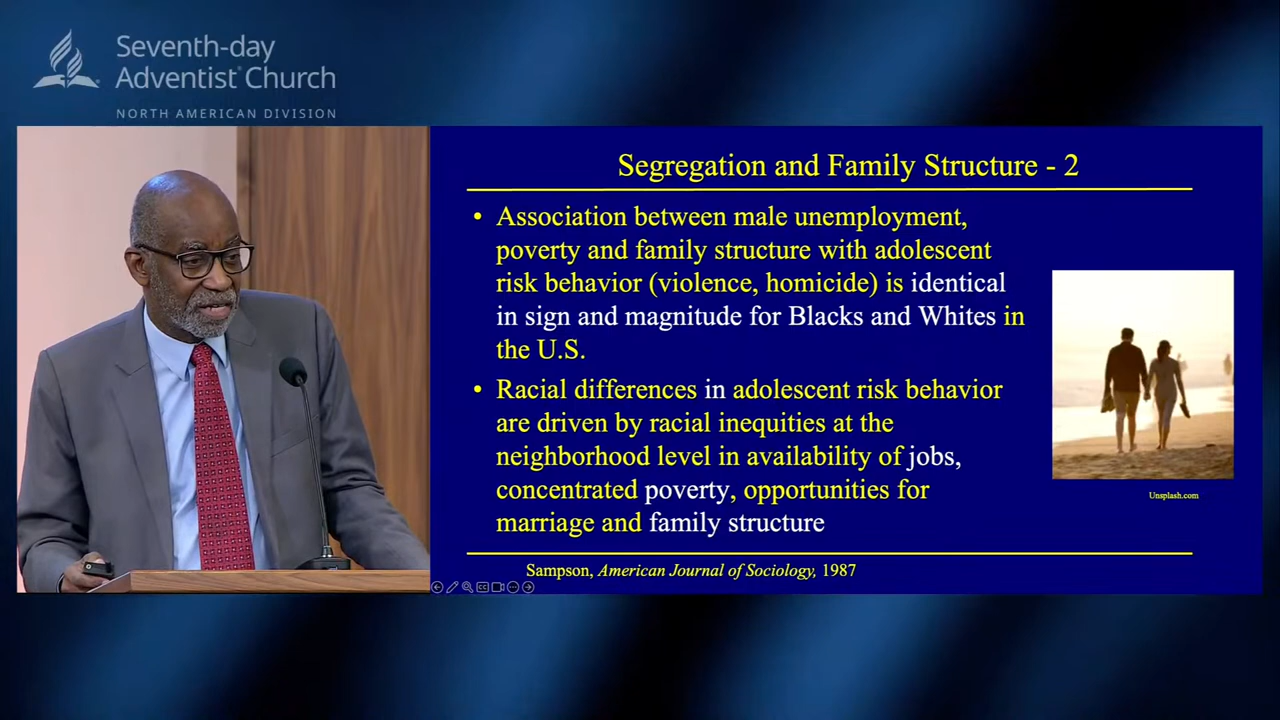 Seventh-day
Adventist Church
NORTH AMERICAN DIVISION
Segregation and Family Structure - 2
• Association between male unemployment,
poverty and family structure with adolescent
risk behavior (violence, homicide) is identical
in sign and magnitude for Blacks and Whites in
the U.S.
• Racial differences in adolescent risk behavior
are driven by racial inequities at the
neighborhood level in availability of jobs,
concentrated poverty, opportunities for
marriage and family structure
Unsplash.com
Sampson, American Journal of Sociology, 1987